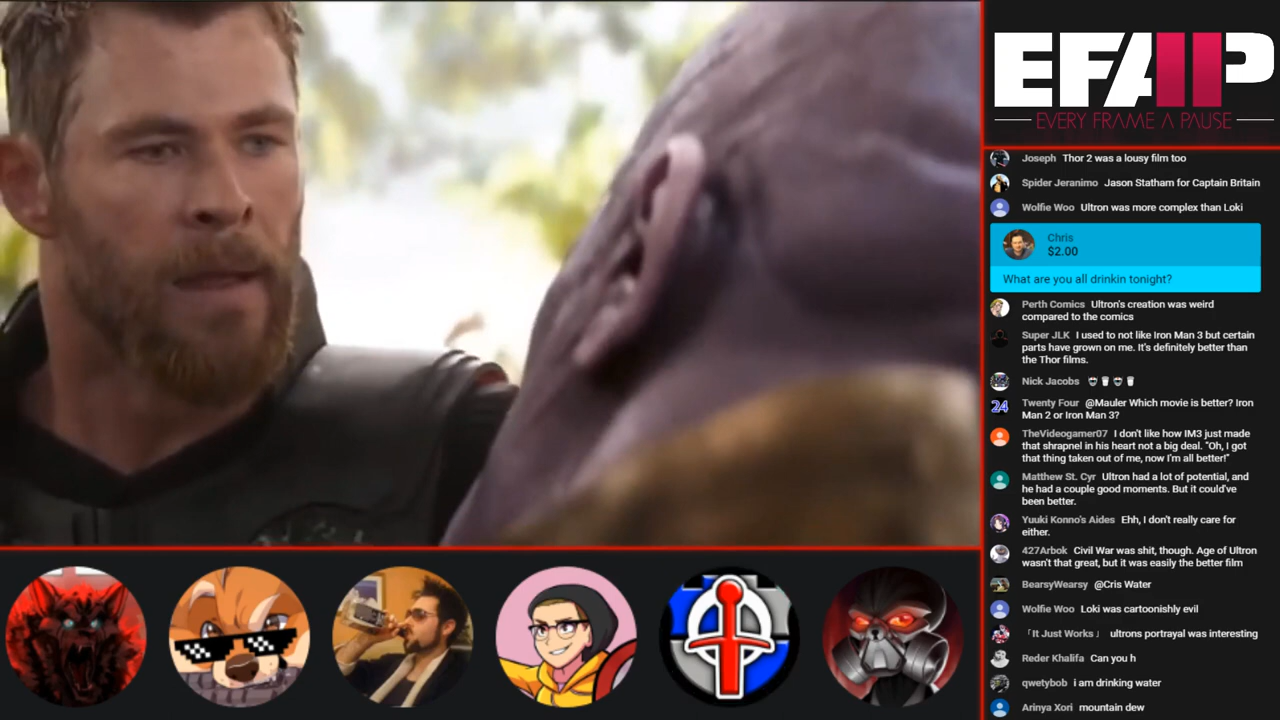 EFAP
EVERY FRAME A PAUSE
Joseph Thor 2 was a lousy film too
Spider Jeranimo Jason Statham for Captain Britain
Wolfie Woo Ultron was more complex than Loki
Chris
$2.00
What are you all drinkin tonight?
Perth Comics Ultron's creation was weird
compared to the comics
Super JLK I used to not like Iron Man 3 but certain
parts have grown on me. It's definitely better than
the Thor films.
Nick Jacobs
24
Twenty Four @Mauler Which movie is better? Iron
Man 2 or Iron Man 3?
TheVideogamer07 I don't like how IM3 just made
that shrapnel in his heart not a big deal. "Oh, I got
that thing taken out of me, now I'm all better!"
Matthew St. Cyr Ultron had a lot of potential, and
he had a couple good moments. But it could've
been better.
Yuuki Konno's Aides Ehh, I don't really care for
either.
427Arbok Civil War was shit, though. Age of Ultron
wasn't that great, but it was easily the better film
BearsyWearsy @Cris Water
Wolfie Woo Loki was cartoonishly evil
「It Just Works」 ultrons portrayal was interesting
Reder Khalifa Can you h
qwetybob i am drinking water
Arinya Xori mountain dew